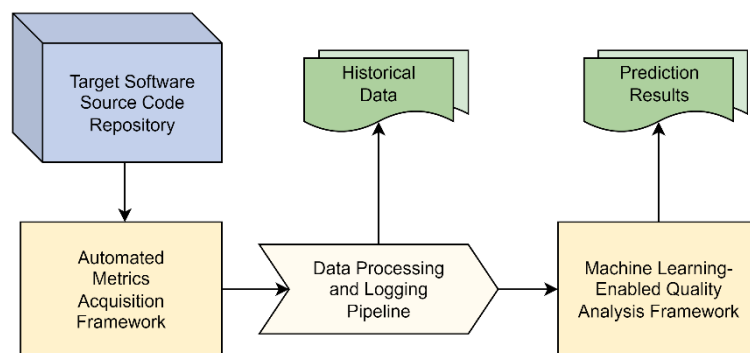 Target Software
Source Code
Repository
Historical
Data
Prediction
Results
Automated
Metrics
Acquisition
Framework
Data Processing
and Logging
Pipeline
Machine Learning-
Enabled Quality
Analysis Framework